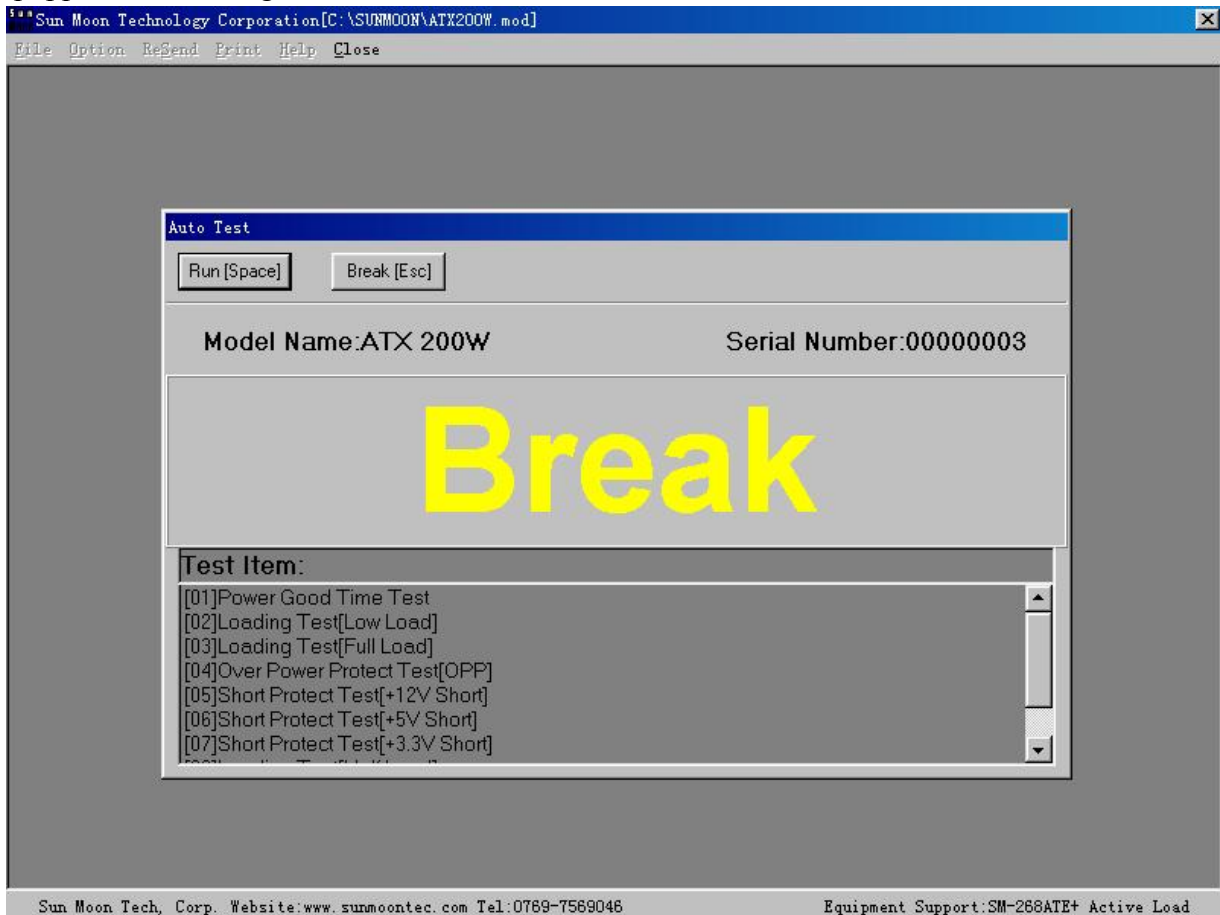 Sun Moon Technology Corporation[C:\SUNMOON\ATX200W.mod]
File Option ReSend Print Help Close
Auto Test
Run [Space] Break [Esc]
Model Name:ATX 200W Serial Number:00000003
Break
Test Item:
[01]Power Good Time Test
[02]Loading Test[Low Load]
[03]Loading Test[Full Load]
[04]Over Power Protect Test[OPP]
[05]Short Protect Test[+12V Short]
[06]Short Protect Test[+5V Short]
[07]Short Protect Test[+3.3V Short]
Sun Moon Tech, Corp. Website:www.sunmoontec.com Tel:0769-7569046 Equipment Support:SM-268ATE+ Active Load